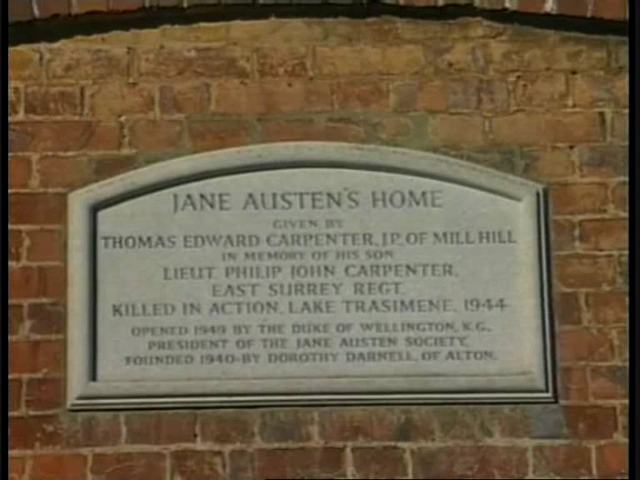 JANE AUSTEN'S HOME
GIVEN BY
THOMAS EDWARD CARPENTER, J.P. OF MILL HILL
IN MEMORY OF HIS SON
LIEUT. PHILIP JOHN CARPENTER,
EAST SURREY REGT.
KILLED IN ACTION, LAKE TRASIMENE, 1944
OPENED 1949 BY THE DUKE OF WELLINGTON, K.G.,
PRESIDENT OF THE JANE AUSTEN SOCIETY,
FOUNDED 1940·BY DOROTHY DARNELL, OF ALTON.